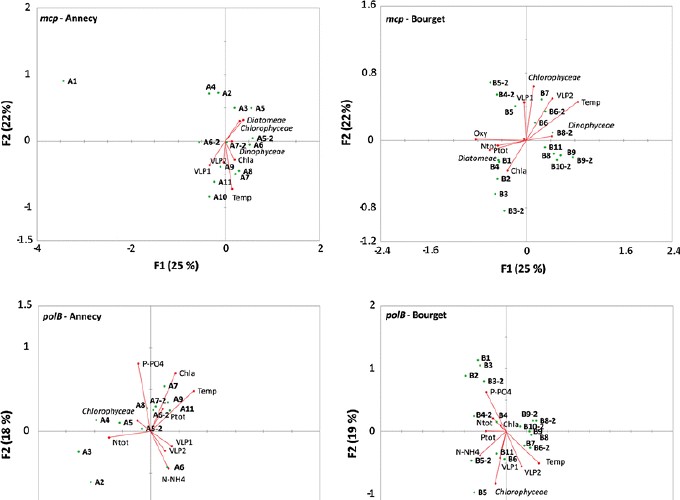 mcp - Annecy
2
1
0
-1
-1.5
-4
-2
0
2
4
F2 (22%)
F1 (25 %)
A1
A4
A2
A3
A5
Diatomeae
Chlorophyceae
A5-2
A6-2
A7-2
A6
Dinophyceae
VLP2
Chla
VLP1
A9
A8
A7
A11
A10
Temp
mcp - Bourget
1.6
0.8
0
-0.8
-1.2
-2.4
-1.2
0
1.2
2.4
F2 (22%)
F1 (25 %)
B5-2
Chlorophyceae
B4-2
VLP1
B7
VLP2
Temp
B5
B6-2
B6
Dinophyceae
Oxy
B8-2
Ntot
Ptot
B11
Diatomeae
B1
B8
B9
B4
B10-2
B9-2
Chla
B2
B3
B3-2
polB - Annecy
1.5
1
0
F2 (18 %)
P-PO4
Chla
A7
Temp
A7-2
A9
A8
A11
Chlorophyceae
A6-2
Ptot
A4
A5
A5-2
Ntot
VLP1
VLP2
A3
A6
N-NH4
A2
polB - Bourget
2
1
0
-1
F2 (19 %)
B1
B3
B2
B3-2
P-PO4
B4-2
B4
B9-2
Ntot
Chla
B8-2
B10-2
Ptot
B9
B8
B7
B6-2
N-NH4
B11
B5-2
B6
Temp
VLP1
VLP2
B5
Chlorophyceae